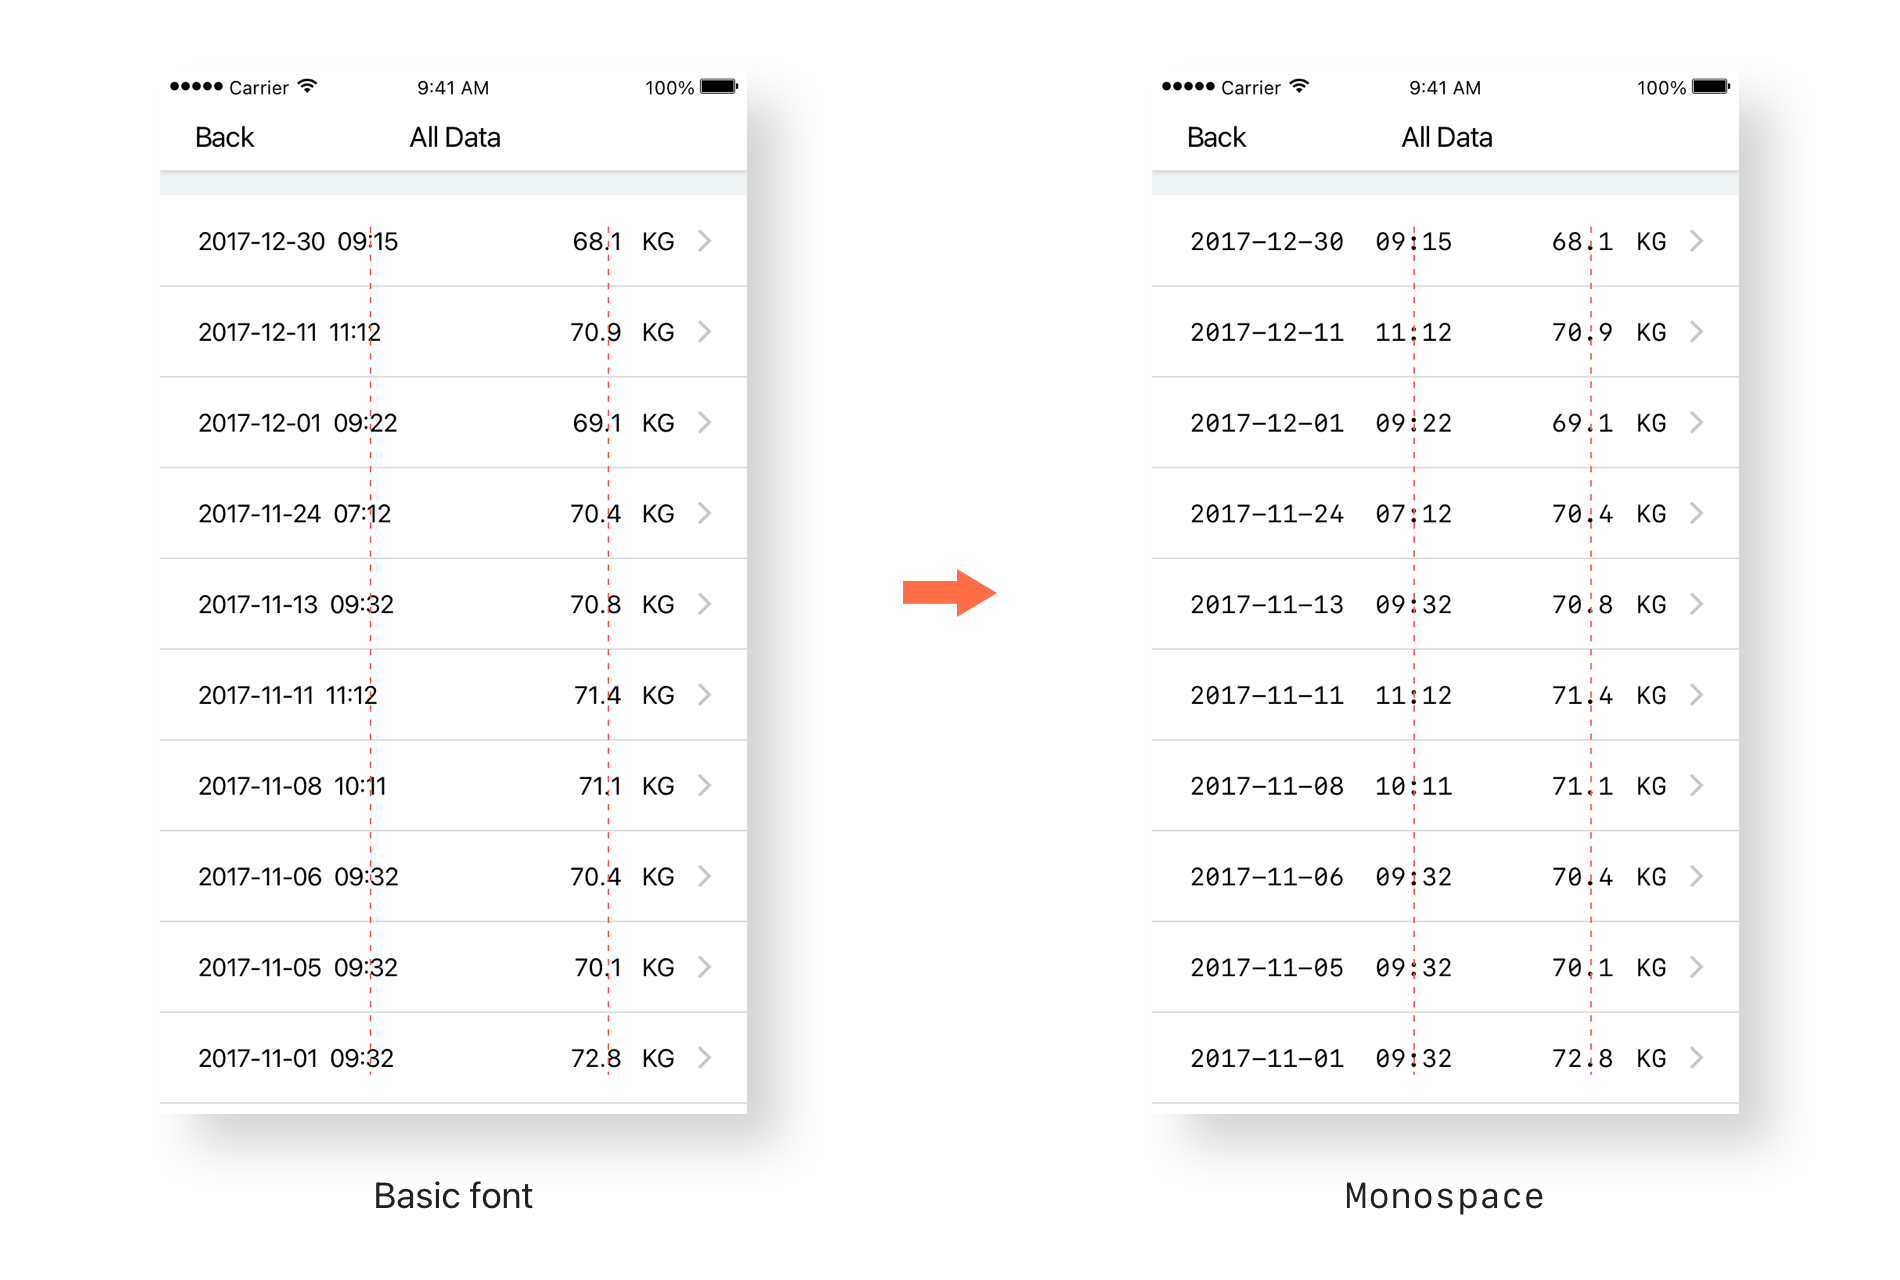 Carrier 9:41 AM 100%
Back All Data
2017-12-30 09:15 68.1 KG
2017-12-11 11:12 70.9 KG
2017-12-01 09:22 69.1 KG
2017-11-24 07:12 70.4 KG
2017-11-13 09:32 70.8 KG
2017-11-11 11:12 71.4 KG
2017-11-08 10:11 71.1 KG
2017-11-06 09:32 70.4 KG
2017-11-05 09:32 70.1 KG
2017-11-01 09:32 72.8 KG
Basic font
Carrier 9:41 AM 100%
Back All Data
2017-12-30 09:15 68.1 KG
2017-12-11 11:12 70.9 KG
2017-12-01 09:22 69.1 KG
2017-11-24 07:12 70.4 KG
2017-11-13 09:32 70.8 KG
2017-11-11 11:12 71.4 KG
2017-11-08 10:11 71.1 KG
2017-11-06 09:32 70.4 KG
2017-11-05 09:32 70.1 KG
2017-11-01 09:32 72.8 KG
Monospace